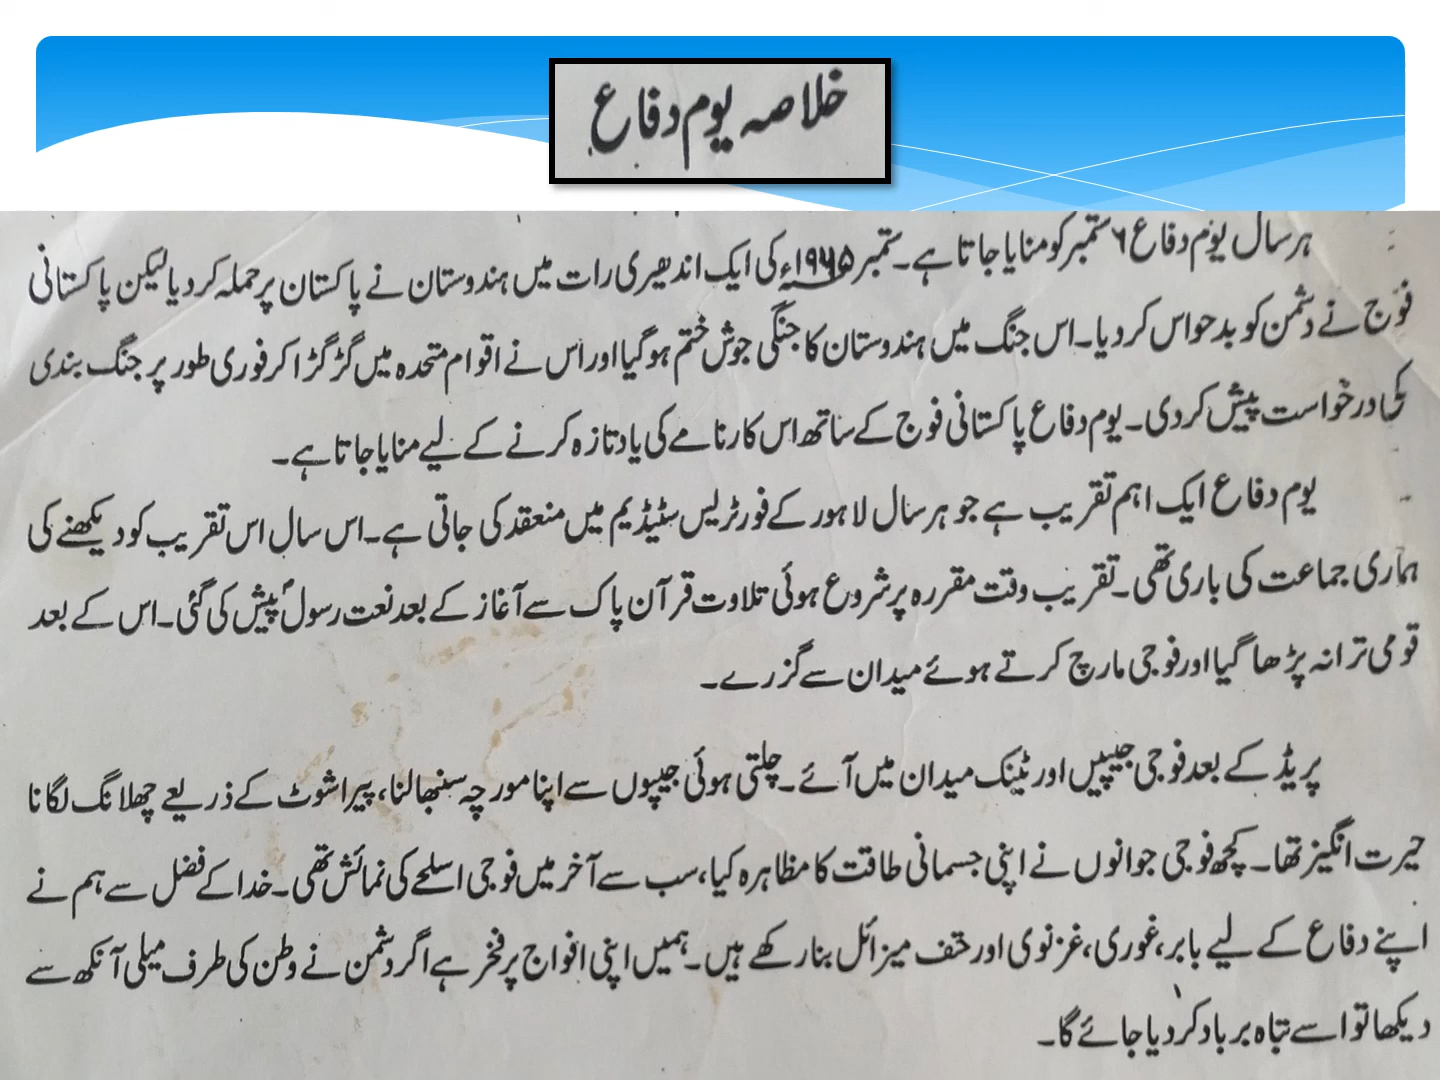 خلاصہ یوم دفاع
ہر سال یوم دفاع ۶ ستمبر کو منایا جاتا ہے۔ ستمبر ۱۹۶۵ء کی ایک اندھیری رات میں ہندوستان نے پاکستان پر حملہ کر دیا لیکن پاکستانی
فوج نے دشمن کو بدحواس کر دیا۔ اس جنگ میں ہندوستان کا جنگی جوش ختم ہو گیا اور اس نے اقوام متحدہ میں گڑگڑا کر فوری طور پر جنگ بندی
کی درخواست پیش کر دی۔ یوم دفاع پاکستانی فوج کے ساتھ اس کارنامے کی یاد تازہ کرنے کے لیے منایا جاتا ہے۔
یوم دفاع ایک اہم تقریب ہے جو ہر سال لاہور کے فورٹریس سٹیڈیم میں منعقد کی جاتی ہے۔ اس سال اس تقریب کو دیکھنے کی
ہماری جماعت کی باری تھی۔ تقریب وقت مقررہ پر شروع ہوئی تلاوت قرآن پاک سے آغاز کے بعد نعت رسولؐ پیش کی گئی۔ اس کے بعد
قومی ترانہ پڑھا گیا اور فوجی مارچ کرتے ہوئے میدان سے گزرے۔
پریڈ کے بعد فوجی جیپیں اور ٹینک میدان میں آئے۔ چلتی ہوئی جیپوں سے اپنا مورچہ سنبھالنا، پیراشوٹ کے ذریعے چھلانگ لگانا
حیرت انگیز تھا۔ کچھ فوجی جوانوں نے اپنی جسمانی طاقت کا مظاہرہ کیا، سب سے آخر میں فوجی اسلحے کی نمائش تھی۔ خدا کے فضل سے ہم نے
اپنے دفاع کے لیے بابر، غوری، غزنوی اور حتف میزائل بنا رکھے ہیں۔ ہمیں اپنی افواج پر فخر ہے اگر دشمن نے وطن کی طرف میلی آنکھ سے
دیکھا تو اسے تباہ برباد کر دیا جائے گا۔